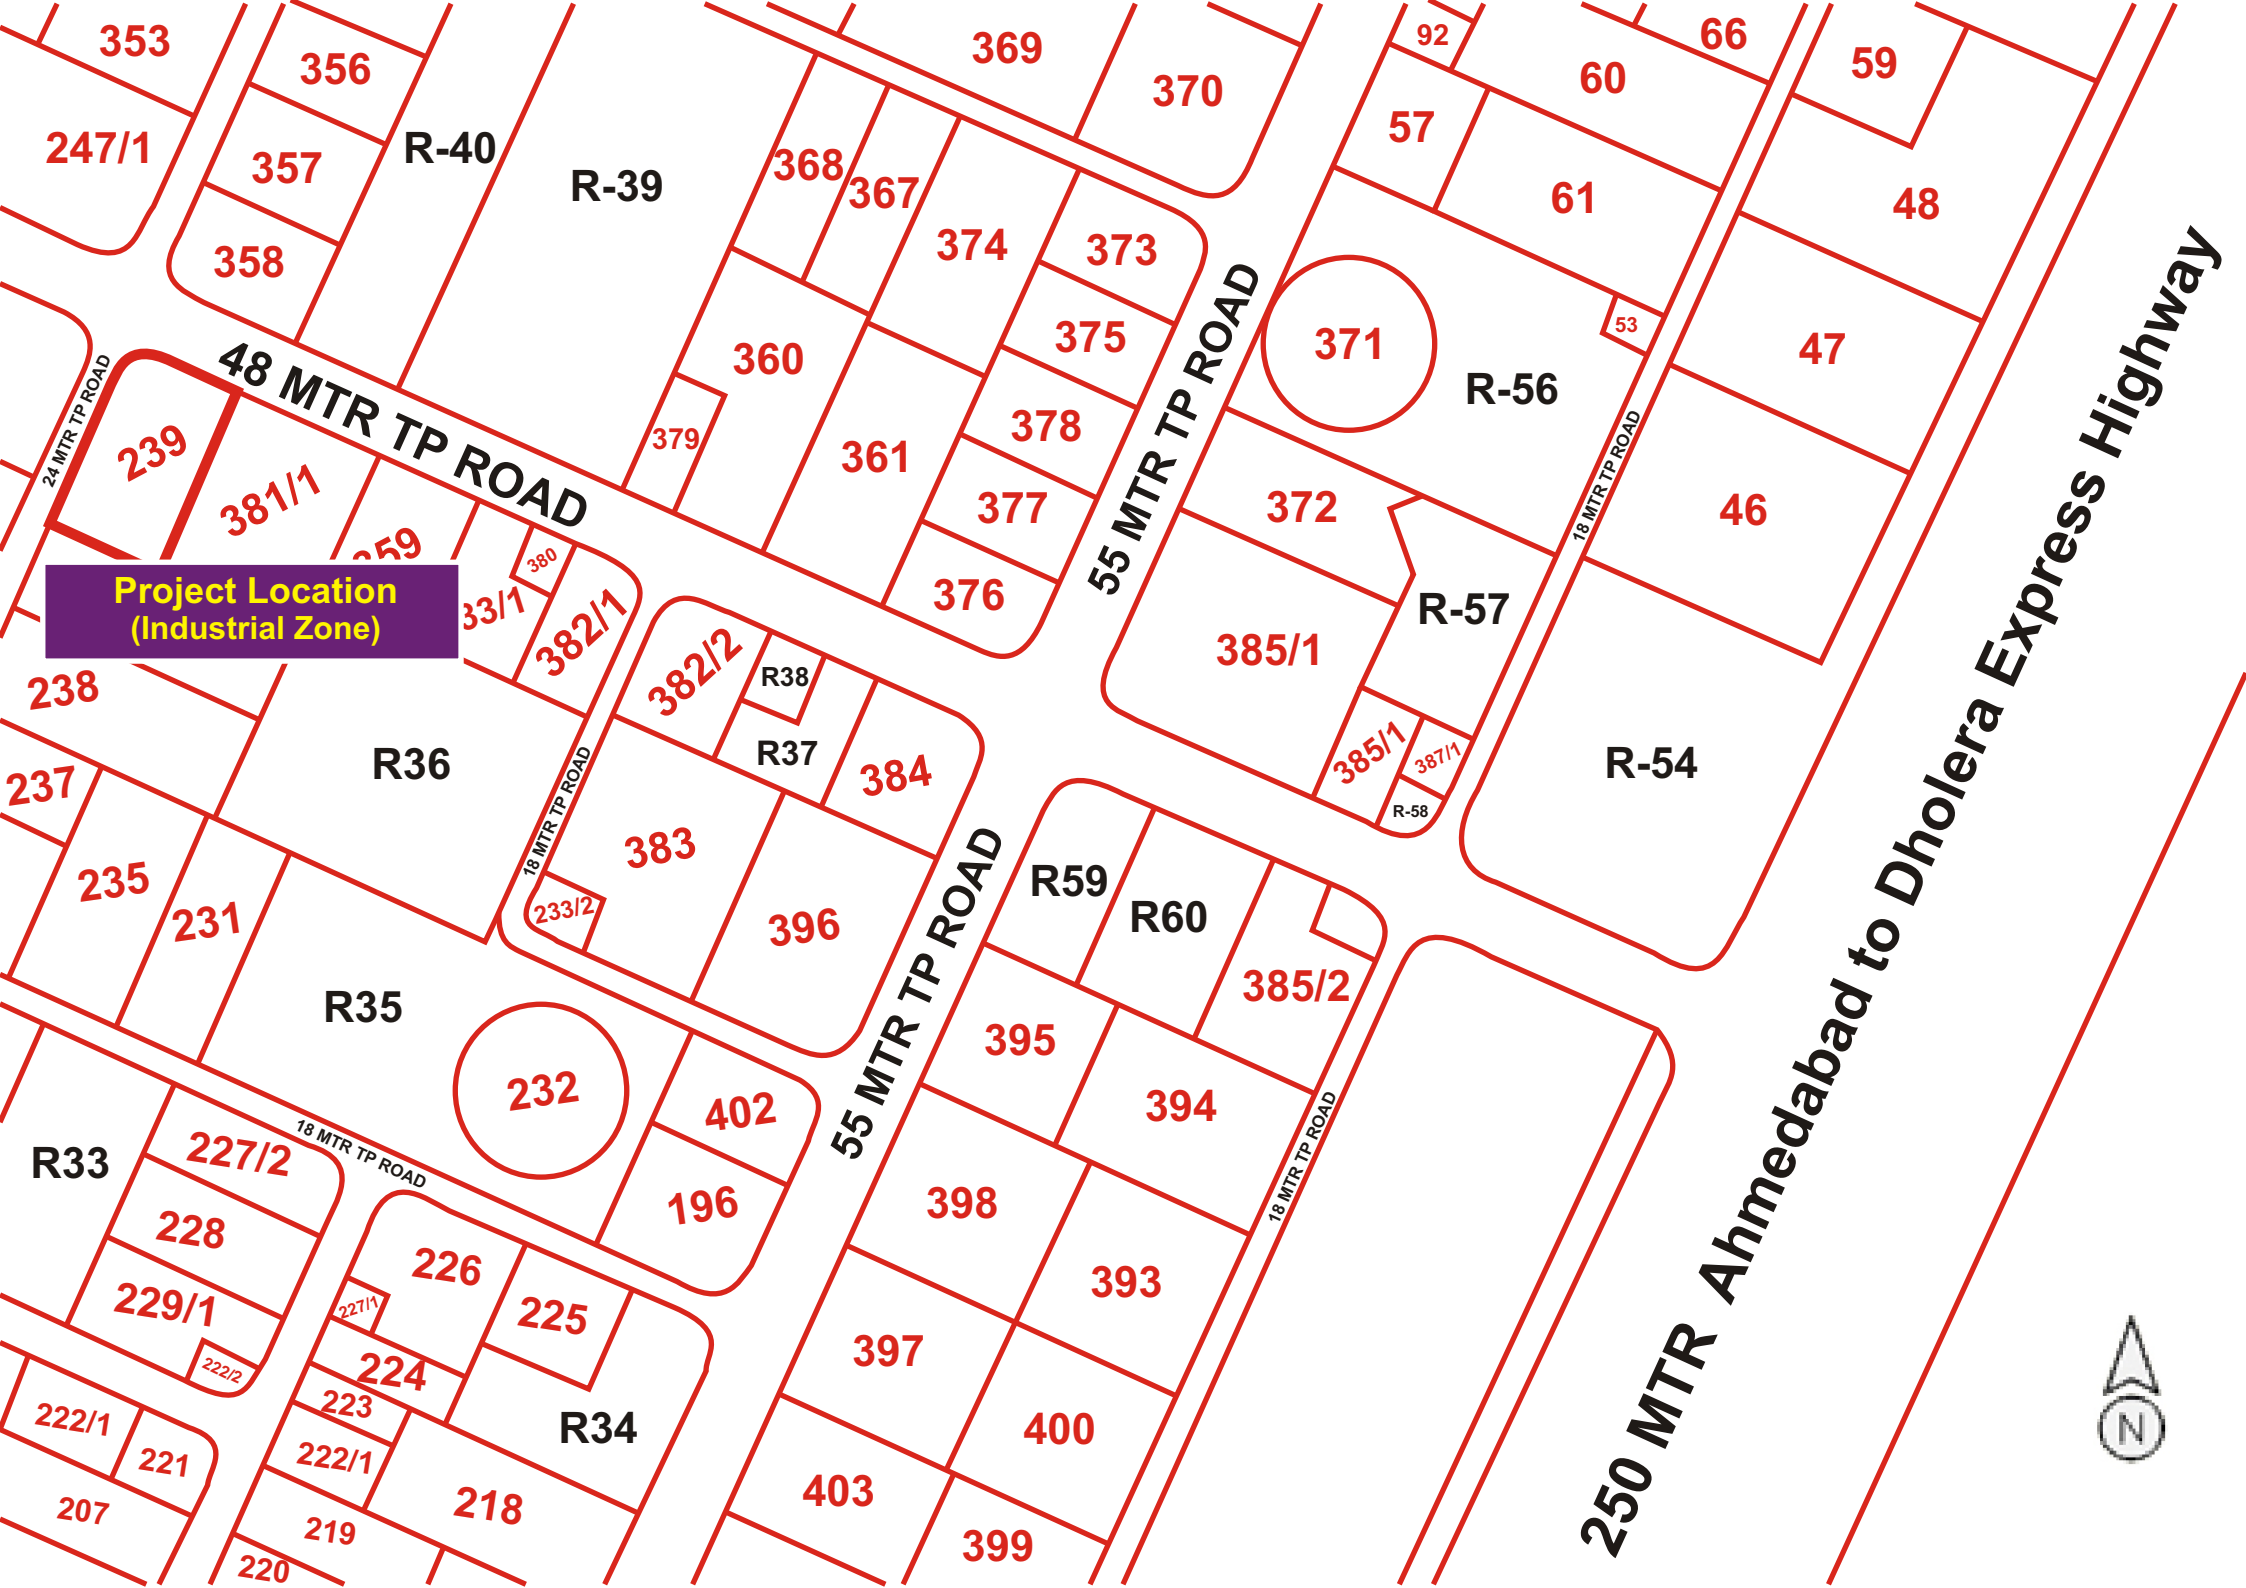 353
356
369
92
66
60
59
370
57
247/1
357
R-40
R-39
368
367
61
48
358
374
373
371
53
375
360
47
R-56
48 MTR TP ROAD
24 MTR TP ROAD
239
381/1
379
361
378
55 MTR TP ROAD
372
18 MTR TP ROAD
46
377
380
376
Project Location
(Industrial Zone)
382/1
R-57
385/1
382/2
R38
238
R36
R37
384
385/1
387/1
R-58
R-54
237
18 MTR TP ROAD
383
235
231
233/2
396
55 MTR TP ROAD
R59
R60
385/2
R35
232
395
402
394
18 MTR TP ROAD
18 MTR TP ROAD
R33
227/2
228
196
398
226
229/1
227/1
225
393
397
222/2
224
223
222/1
222/1
221
R34
400
207
219
218
403
220
399
250 MTR Ahmedabad to Dholera Express Highway
N